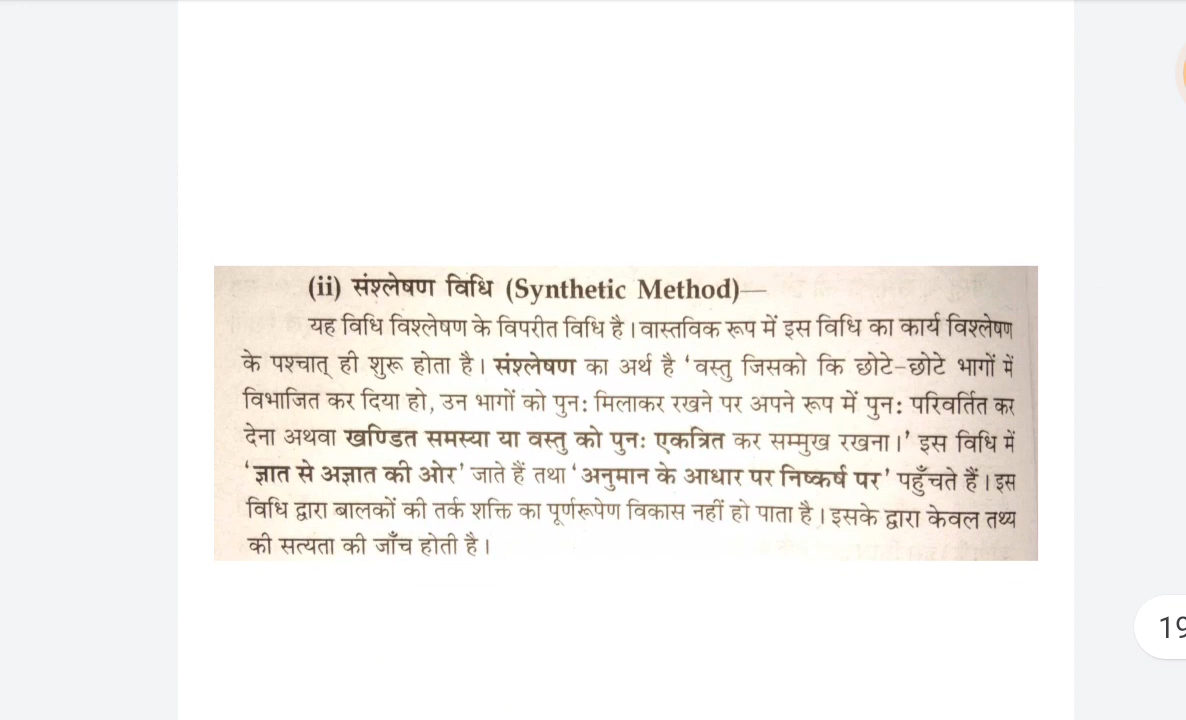 (ii) संश्लेषण विधि (Synthetic Method)—
यह विधि विश्लेषण के विपरीत विधि है। वास्तविक रूप में इस विधि का कार्य विश्लेषण
के पश्चात् ही शुरू होता है। संश्लेषण का अर्थ है ‘वस्तु जिसको कि छोटे-छोटे भागों में
विभाजित कर दिया हो, उन भागों को पुनः मिलाकर रखने पर अपने रूप में पुनः परिवर्तित कर
देना अथवा खण्डित समस्या या वस्तु को पुनः एकत्रित कर सम्मुख रखना।’ इस विधि में
‘ज्ञात से अज्ञात की ओर’ जाते हैं तथा ‘अनुमान के आधार पर निष्कर्ष पर’ पहुँचते हैं। इस
विधि द्वारा बालकों की तर्क शक्ति का पूर्णरूपेण विकास नहीं हो पाता है। इसके द्वारा केवल तथ्य
की सत्यता की जाँच होती है।